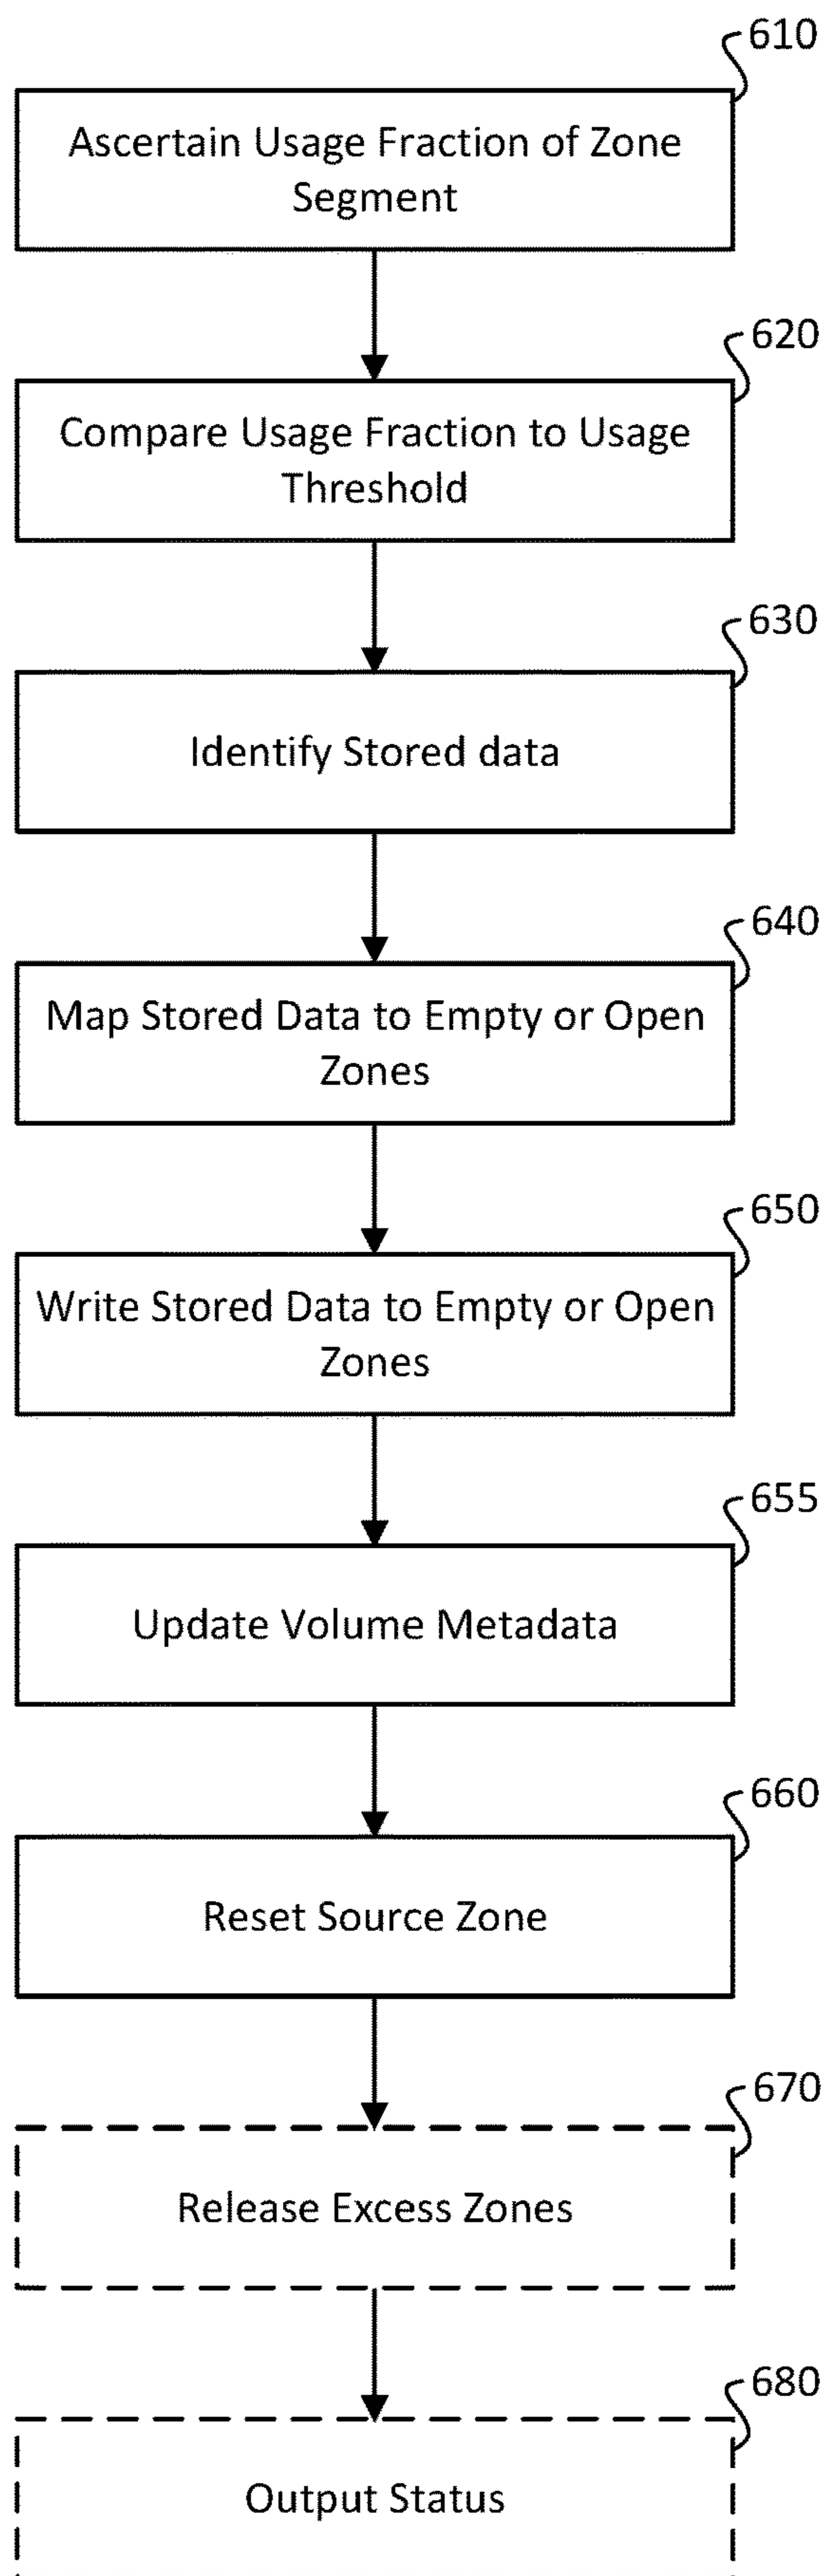 610
Ascertain Usage Fraction of Zone
Segment
620
Compare Usage Fraction to Usage
Threshold
630
Identify Stored data
640
Map Stored Data to Empty or Open
Zones
650
Write Stored Data to Empty or Open
Zones
655
Update Volume Metadata
660
Reset Source Zone
670
Release Excess Zones
680
Output Status